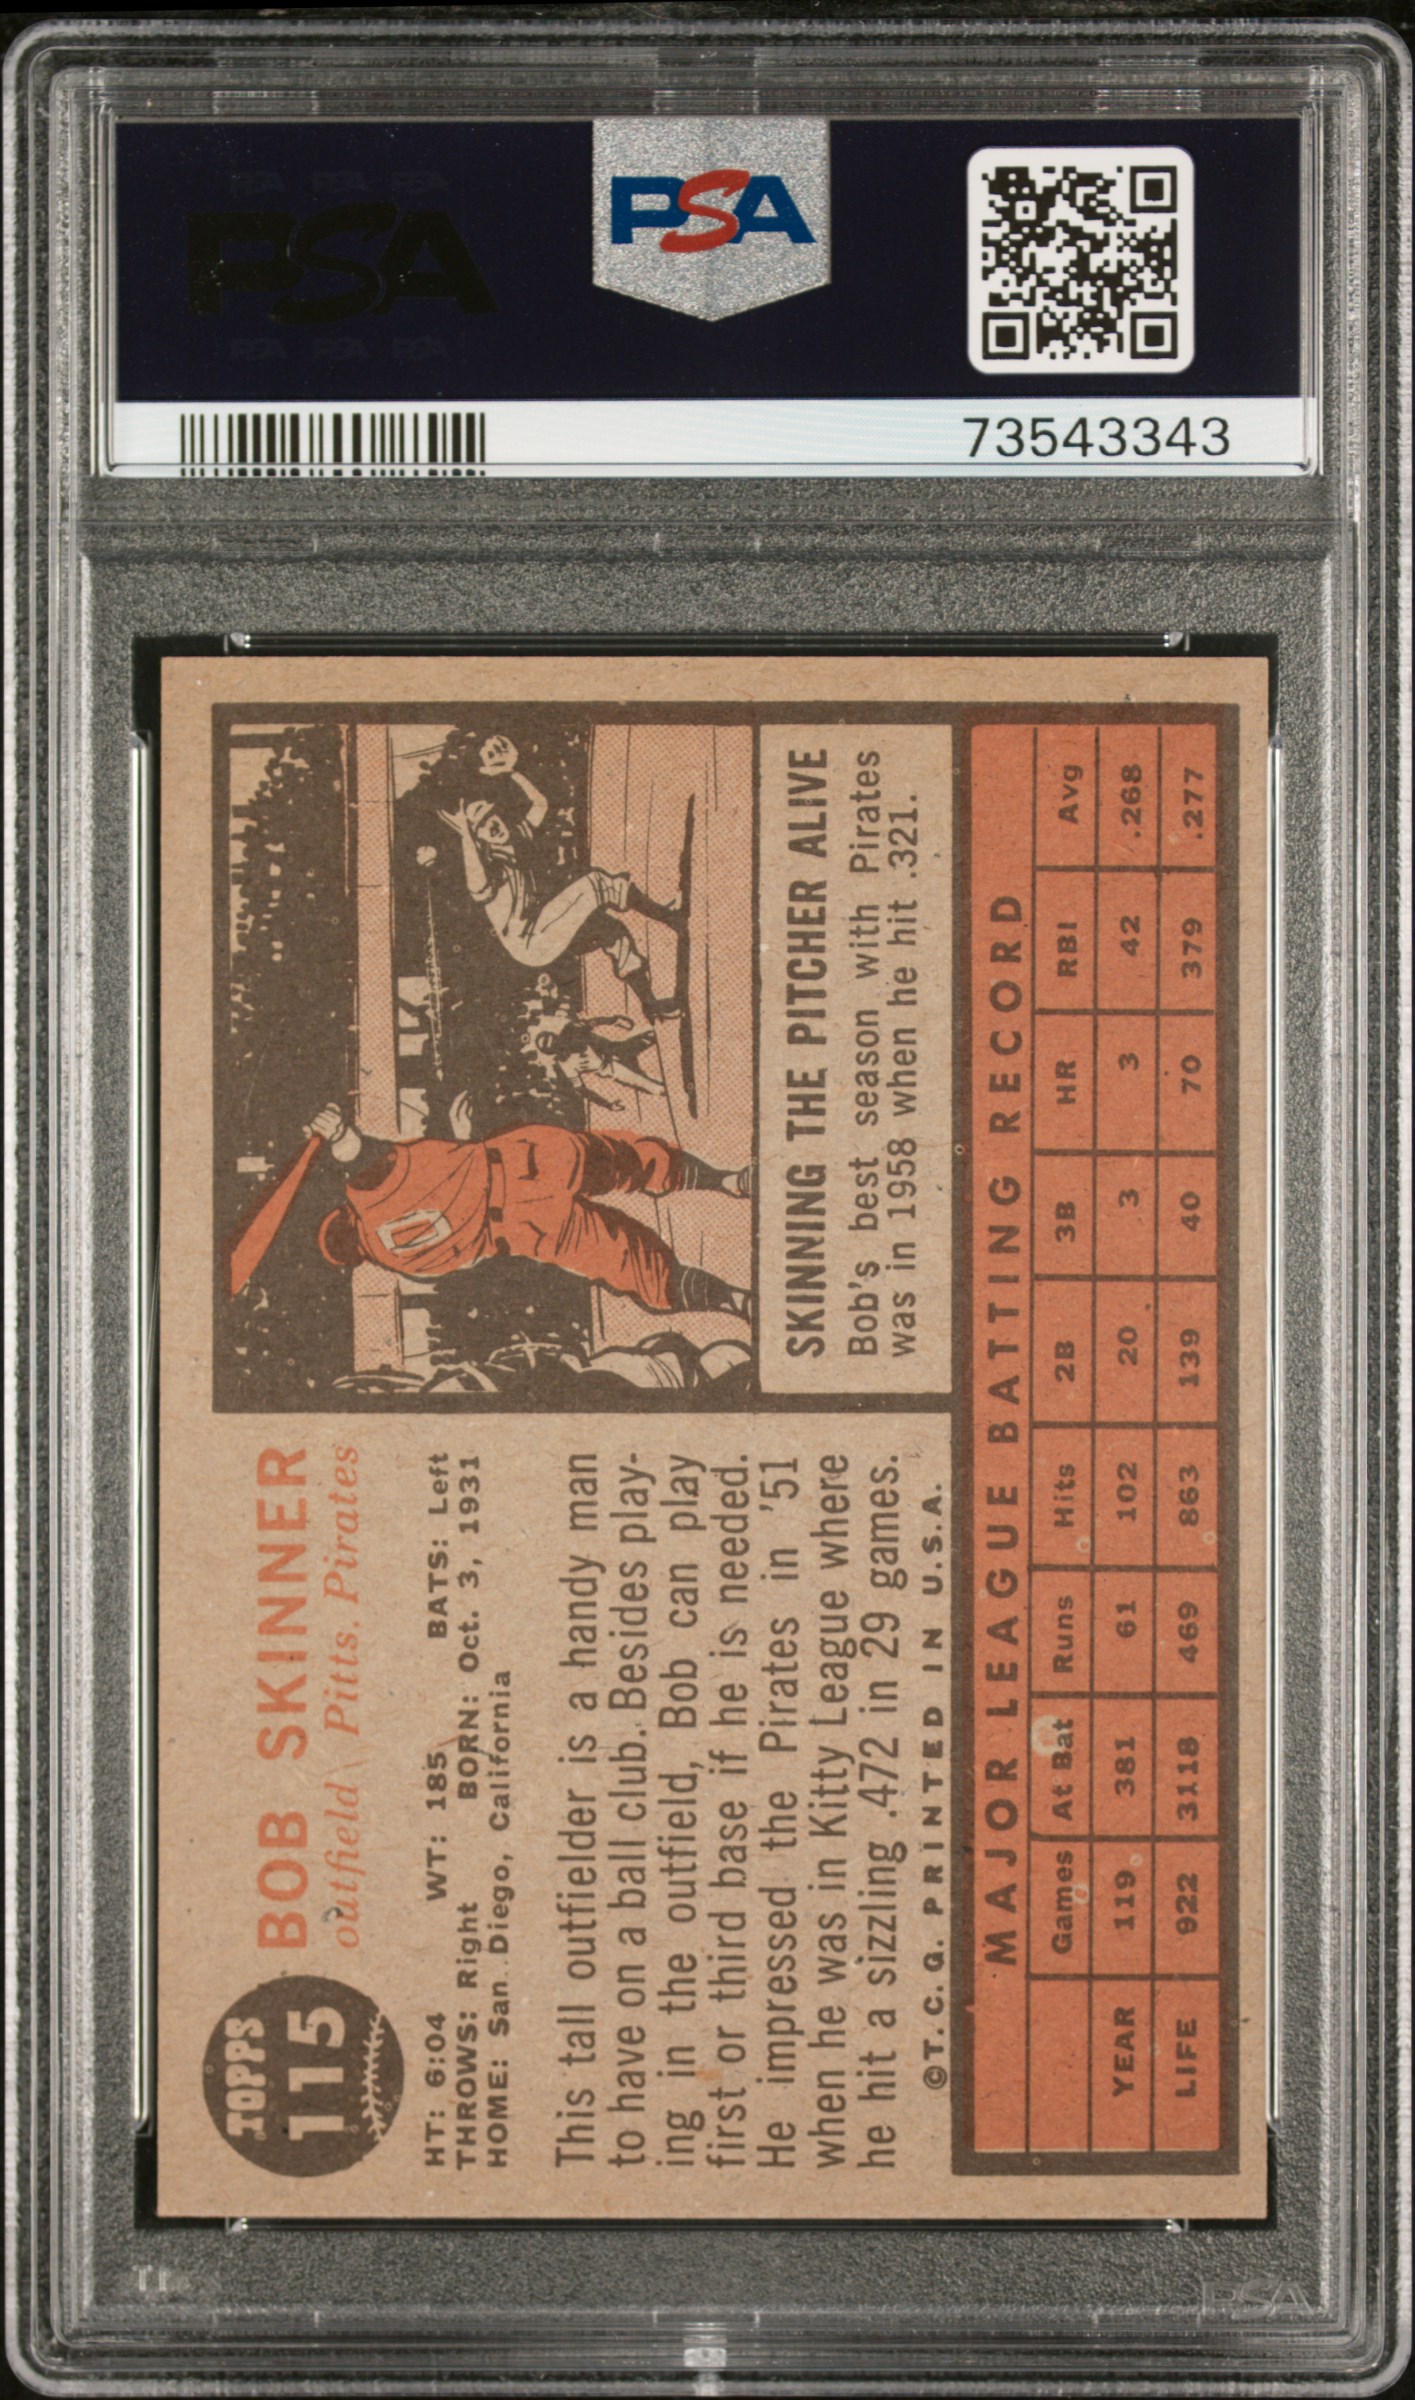 PSA
PSA
73543343
TOPPS
115
BOB SKINNER
outfield \ Pitts. Pirates
HT: 6:04 WT: 185 BATS: Left
THROWS: Right BORN: Oct. 3, 1931
HOME: San Diego, California
This tall outfielder is a handy man
to have on a ball club. Besides play-
ing in the outfield, Bob can play
first or third base if he is needed.
He impressed the Pirates in '51
when he was in Kitty League where
he hit a sizzling .472 in 29 games.
©T.C.G. PRINTED IN U.S.A.
SKINNING THE PITCHER ALIVE
Bob's best season with Pirates
was in 1958 when he hit .321.
MAJOR LEAGUE BATTING RECORD
Games At Bat Runs Hits 2B 3B HR RBI Avg
YEAR 119 381 61 102 20 3 3 42 .268
LIFE 922 3118 469 863 139 40 70 379 .277
PSA